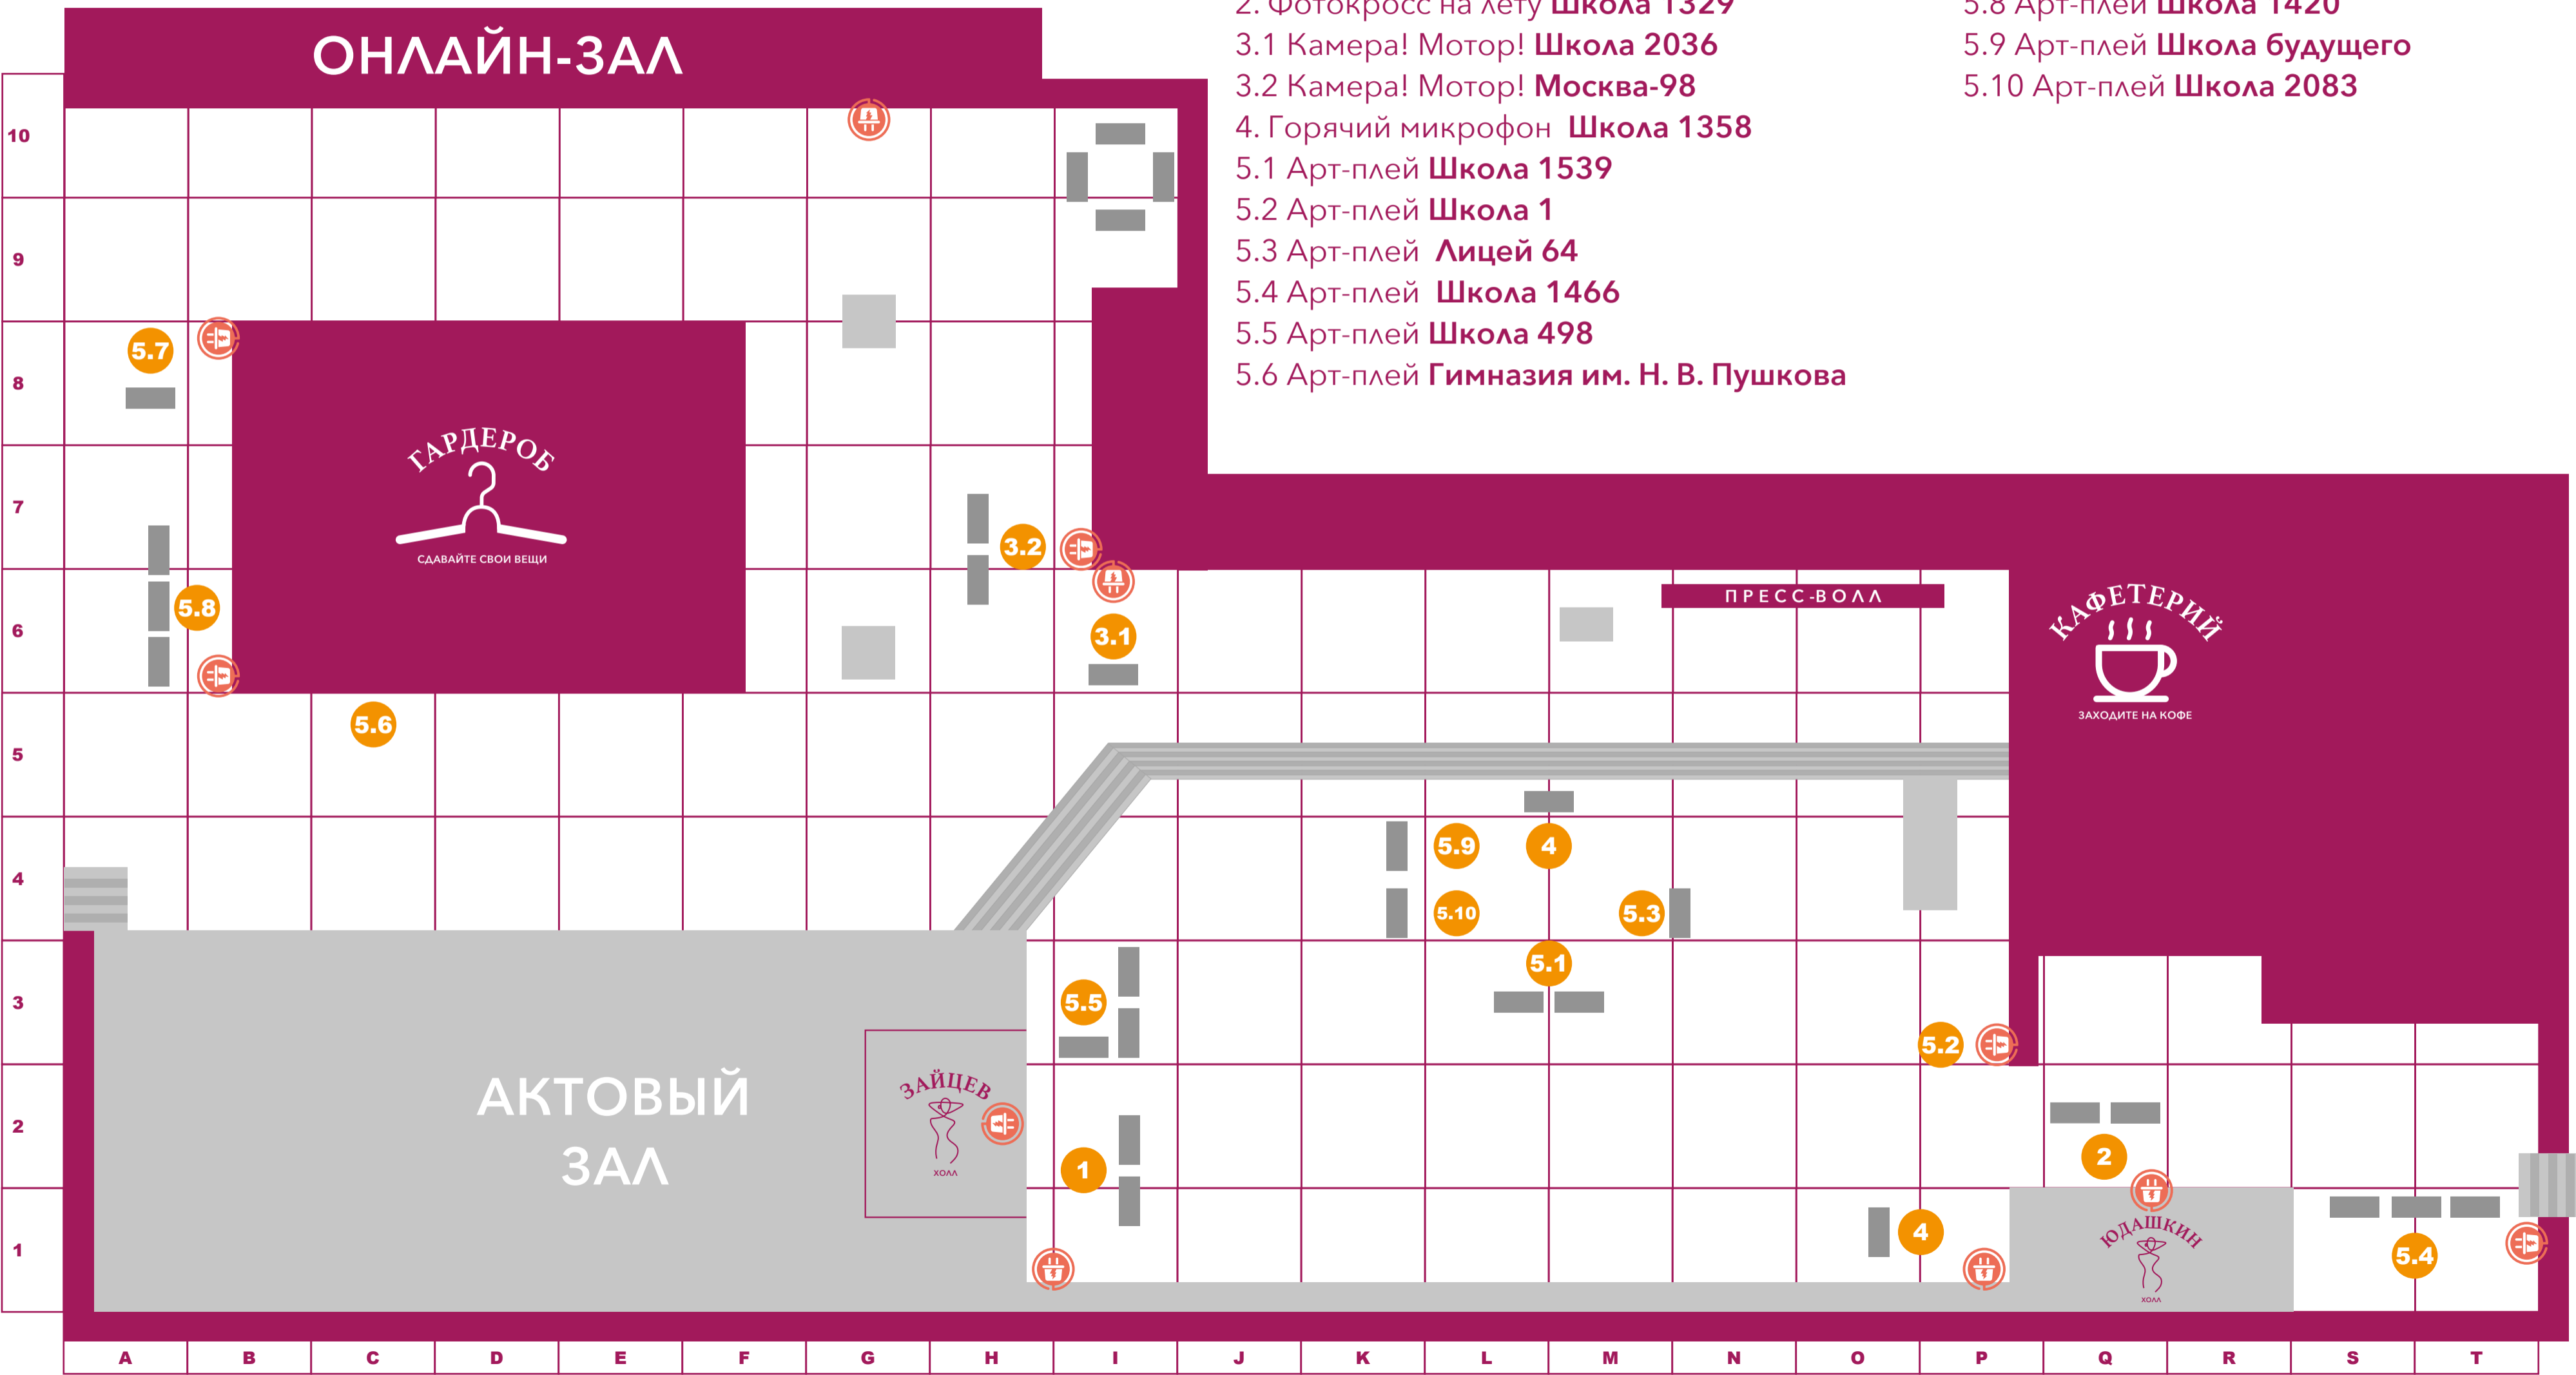 ОНЛАЙН-ЗАЛ
2. Фотокросс на лету Школа 1329
3.1 Камера! Мотор! Школа 2036
3.2 Камера! Мотор! Москва-98
4. Горячий микрофон Школа 1358
5.1 Арт-плей Школа 1539
5.2 Арт-плей Школа 1
5.3 Арт-плей Лицей 64
5.4 Арт-плей Школа 1466
5.5 Арт-плей Школа 498
5.6 Арт-плей Гимназия им. Н. В. Пушкова
5.8 Арт-плей Школа 1420
5.9 Арт-плей Школа будущего
5.10 Арт-плей Школа 2083
10
9
8
7
6
5
4
3
2
1
5.7
ГАРДЕРОБ
СДАВАЙТЕ СВОИ ВЕЩИ
3.2
5.8
3.1
ПРЕСС-ВОЛЛ
КАФЕТЕРИЙ
ЗАХОДИТЕ НА КОФЕ
5.6
5.9
4
5.10
5.3
5.1
5.5
5.2
АКТОВЫЙ
ЗАЛ
ЗАЙЦЕВ
ХОЛЛ
1
2
4
ЮДАШКИН
ХОЛЛ
5.4
A B C D E F G H I J K L M N O P Q R S T